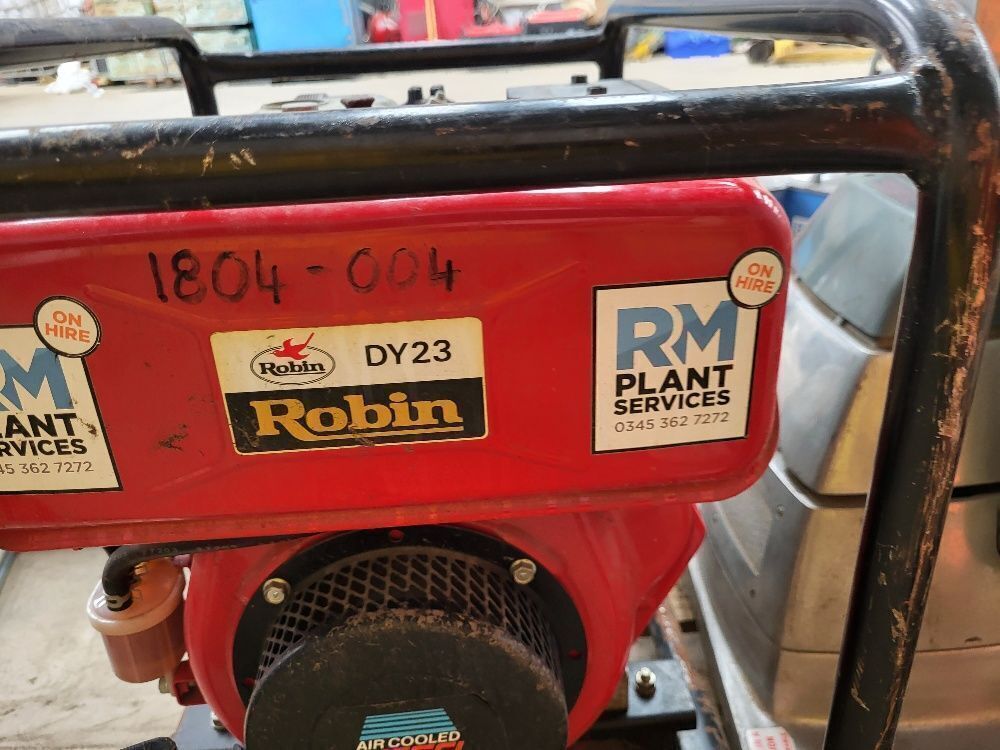 1804-004
ON
HIRE
RM
PLANT
SERVICES
0345 362 7272
Robin DY23
Robin
ON
HIRE
RM
PLANT
SERVICES
0345 362 7272
AIR COOLED